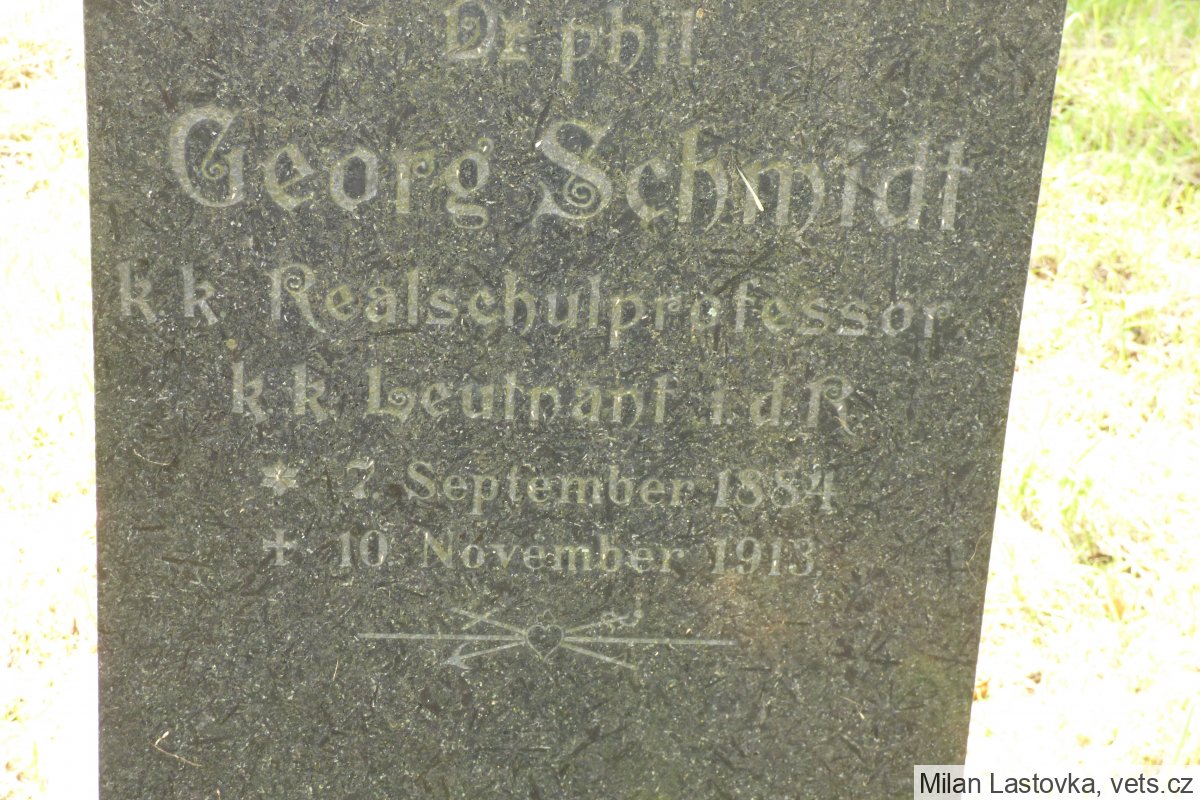 Dr. phil.
Georg Schmidt
k. k. Realschulprofessor
k. k. Leutnant i. d. R.
* 7. September 1884
† 10. November 1913.
Milan Lastovka, vets.cz